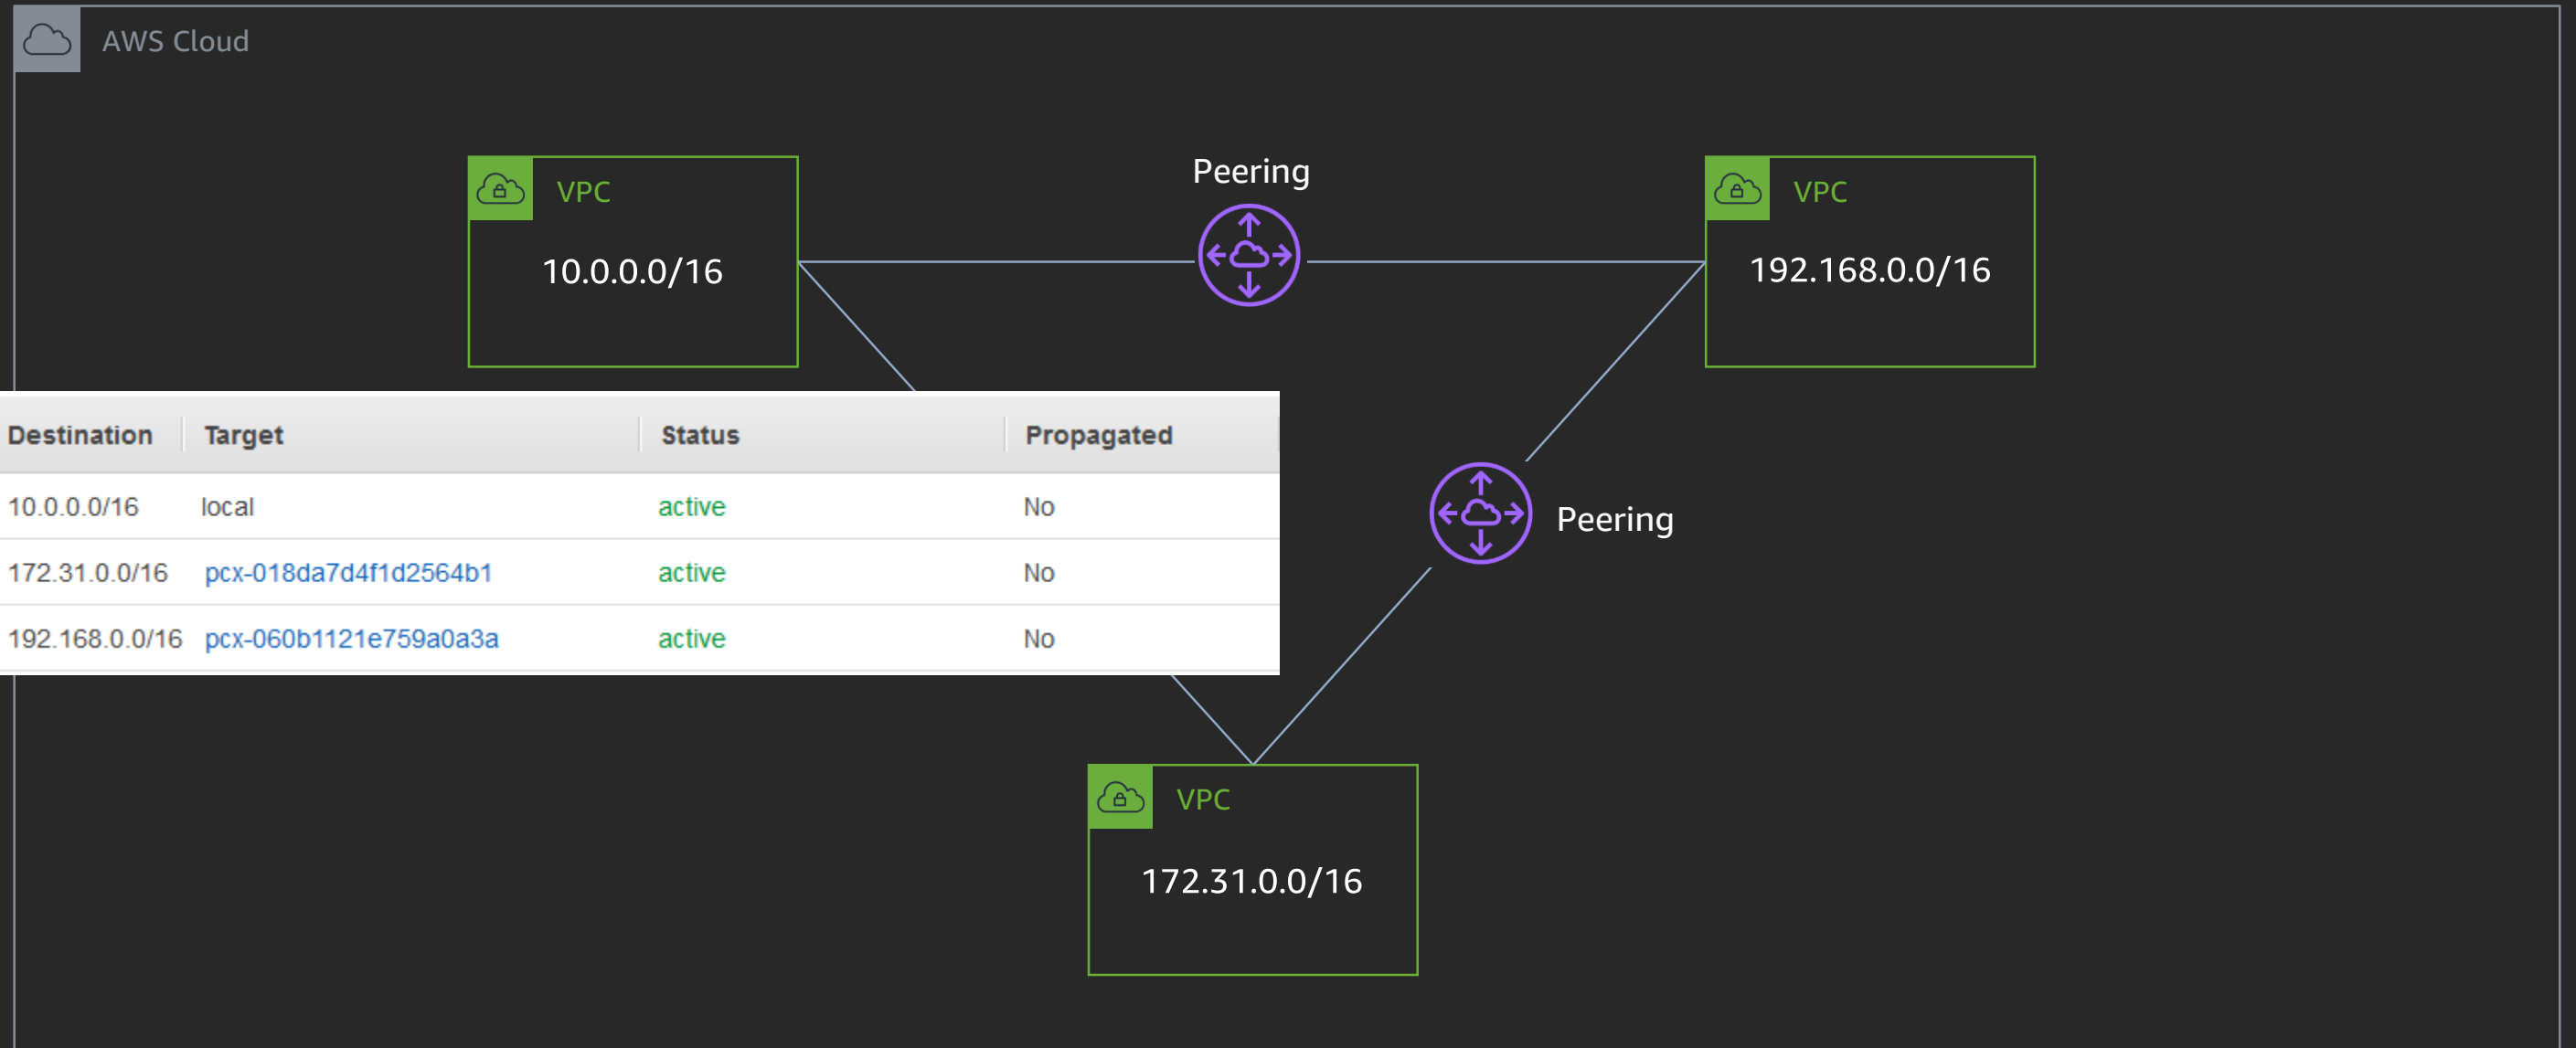 AWS Cloud
Peering
VPC
10.0.0.0/16
VPC
192.168.0.0/16
Destination Target Status Propagated
10.0.0.0/16 local active No
172.31.0.0/16 pcx-018da7d4f1d2564b1 active No
192.168.0.0/16 pcx-060b1121e759a0a3a active No
Peering
VPC
172.31.0.0/16